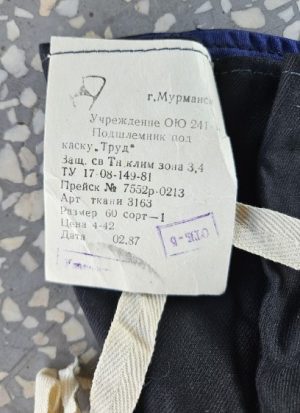 г.Мурманск
Учреждение ОЮ 241-
Подшлемник под
каску„Труд"
Защ. св Тн,клим зона 3,4
ТУ 17-08-149-81
Прейск № 7552р-0213
Арт ткани 3163
Размер 60 сорт—1
Цена 4-42
Дата 02.87